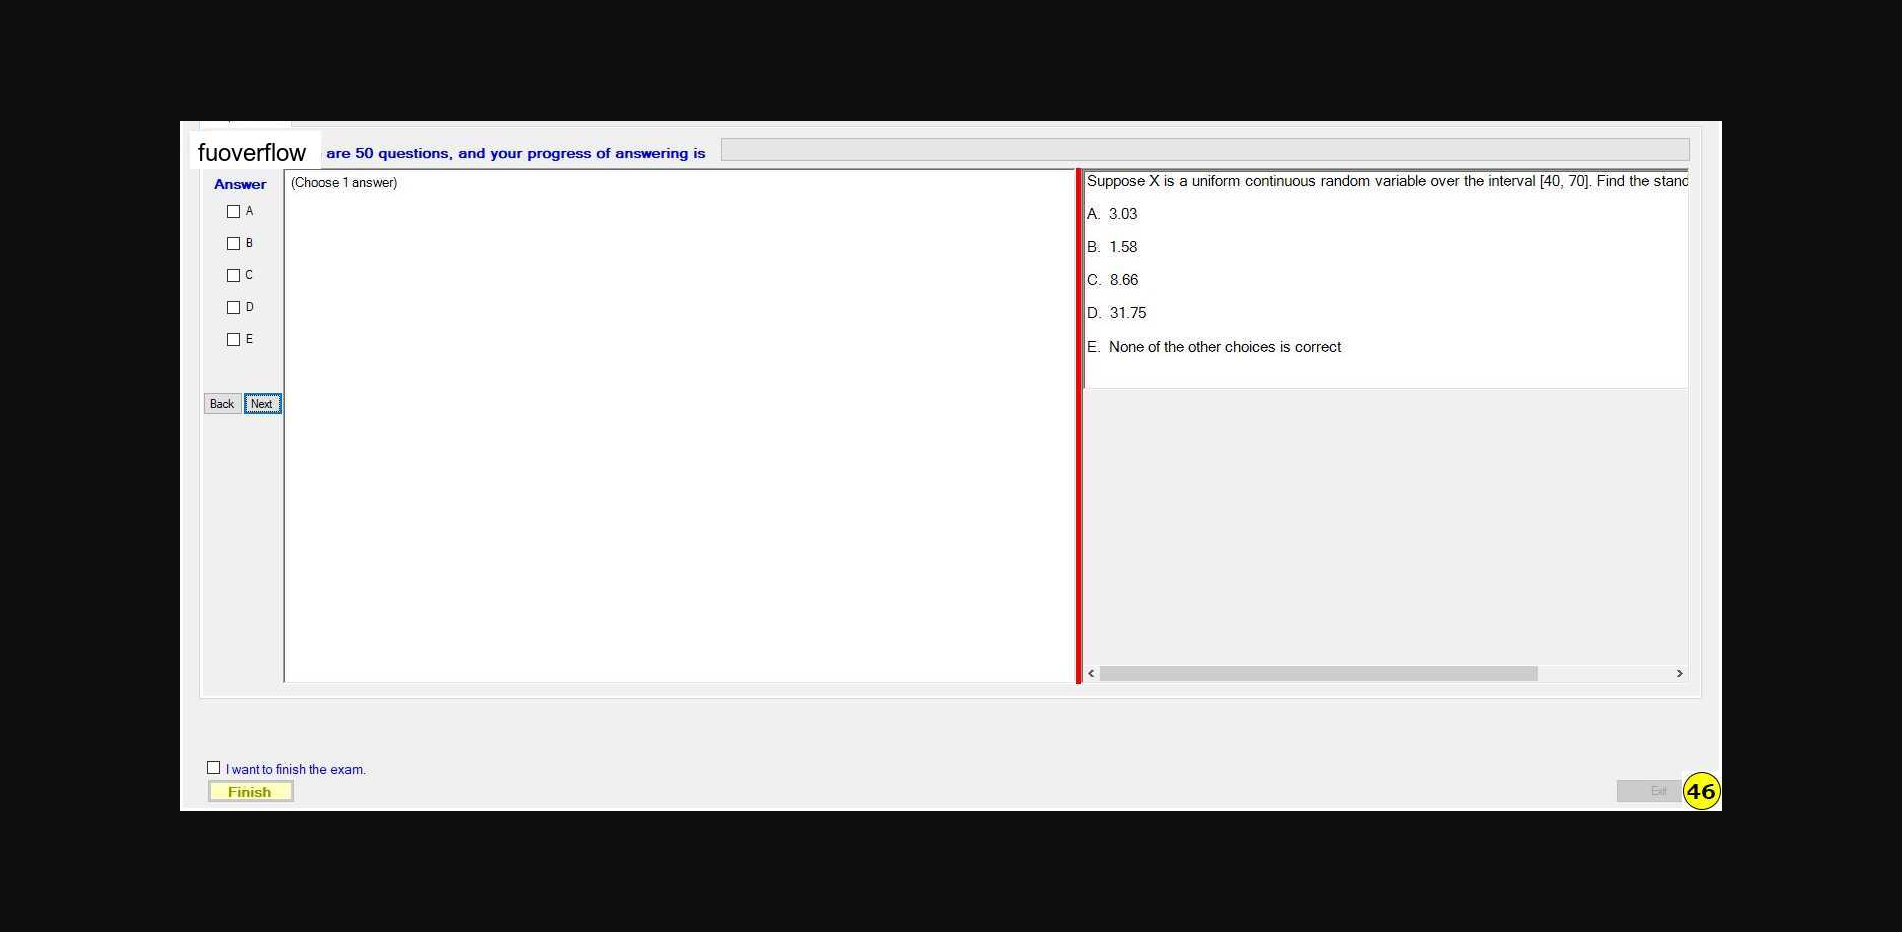 fuoverflow are 50 questions, and your progress of answering is
Answer
(Choose 1 answer)
A
B
C
D
E
Back Next
Suppose X is a uniform continuous random variable over the interval [40, 70]. Find the stand
A. 3.03
B. 1.58
C. 8.66
D. 31.75
E. None of the other choices is correct
I want to finish the exam.
Finish
Exit
46